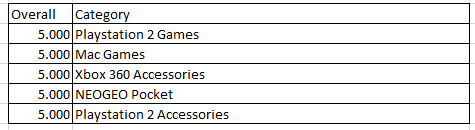 Overall Category
5.000 Playstation 2 Games
5.000 Mac Games
5.000 Xbox 360 Accessories
5.000 NEOGEO Pocket
5.000 Playstation 2 Accessories